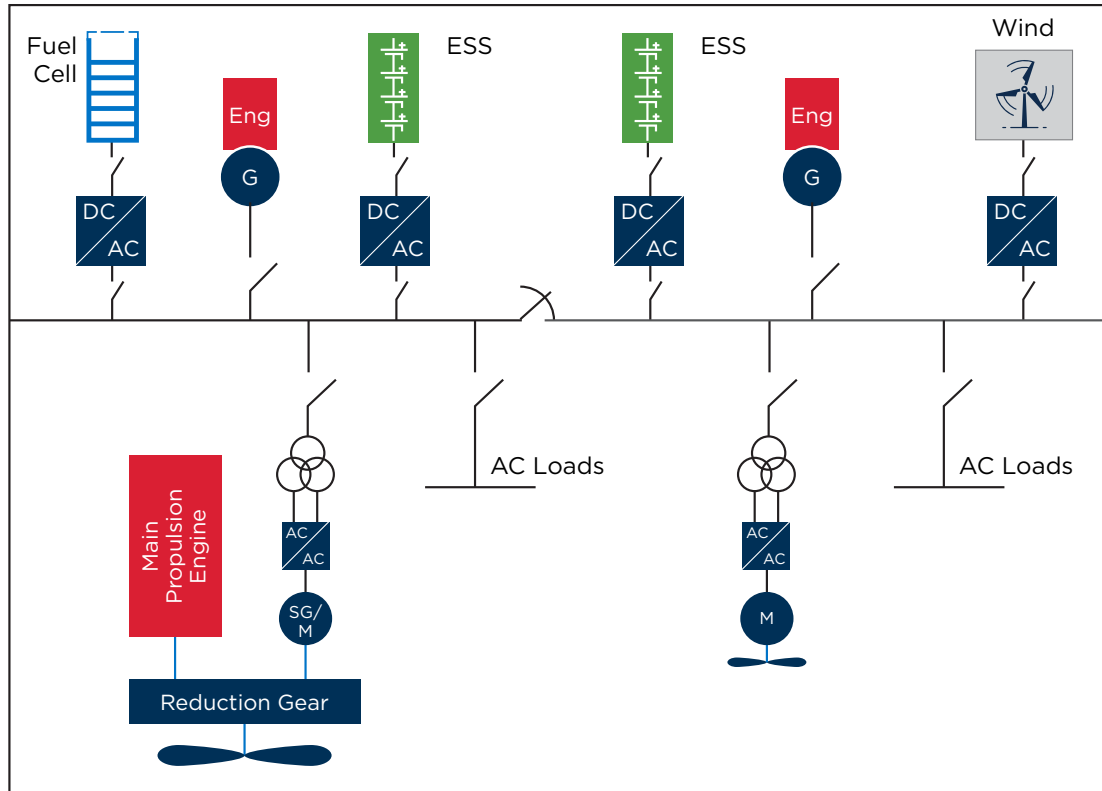 Fuel
Cell
ESS
ESS
Wind
Eng
Eng
G
G
DC
AC
DC
AC
DC
AC
DC
AC
AC Loads
AC Loads
Main
Propulsion
Engine
AC
AC
AC
AC
SG/
M
M
Reduction Gear